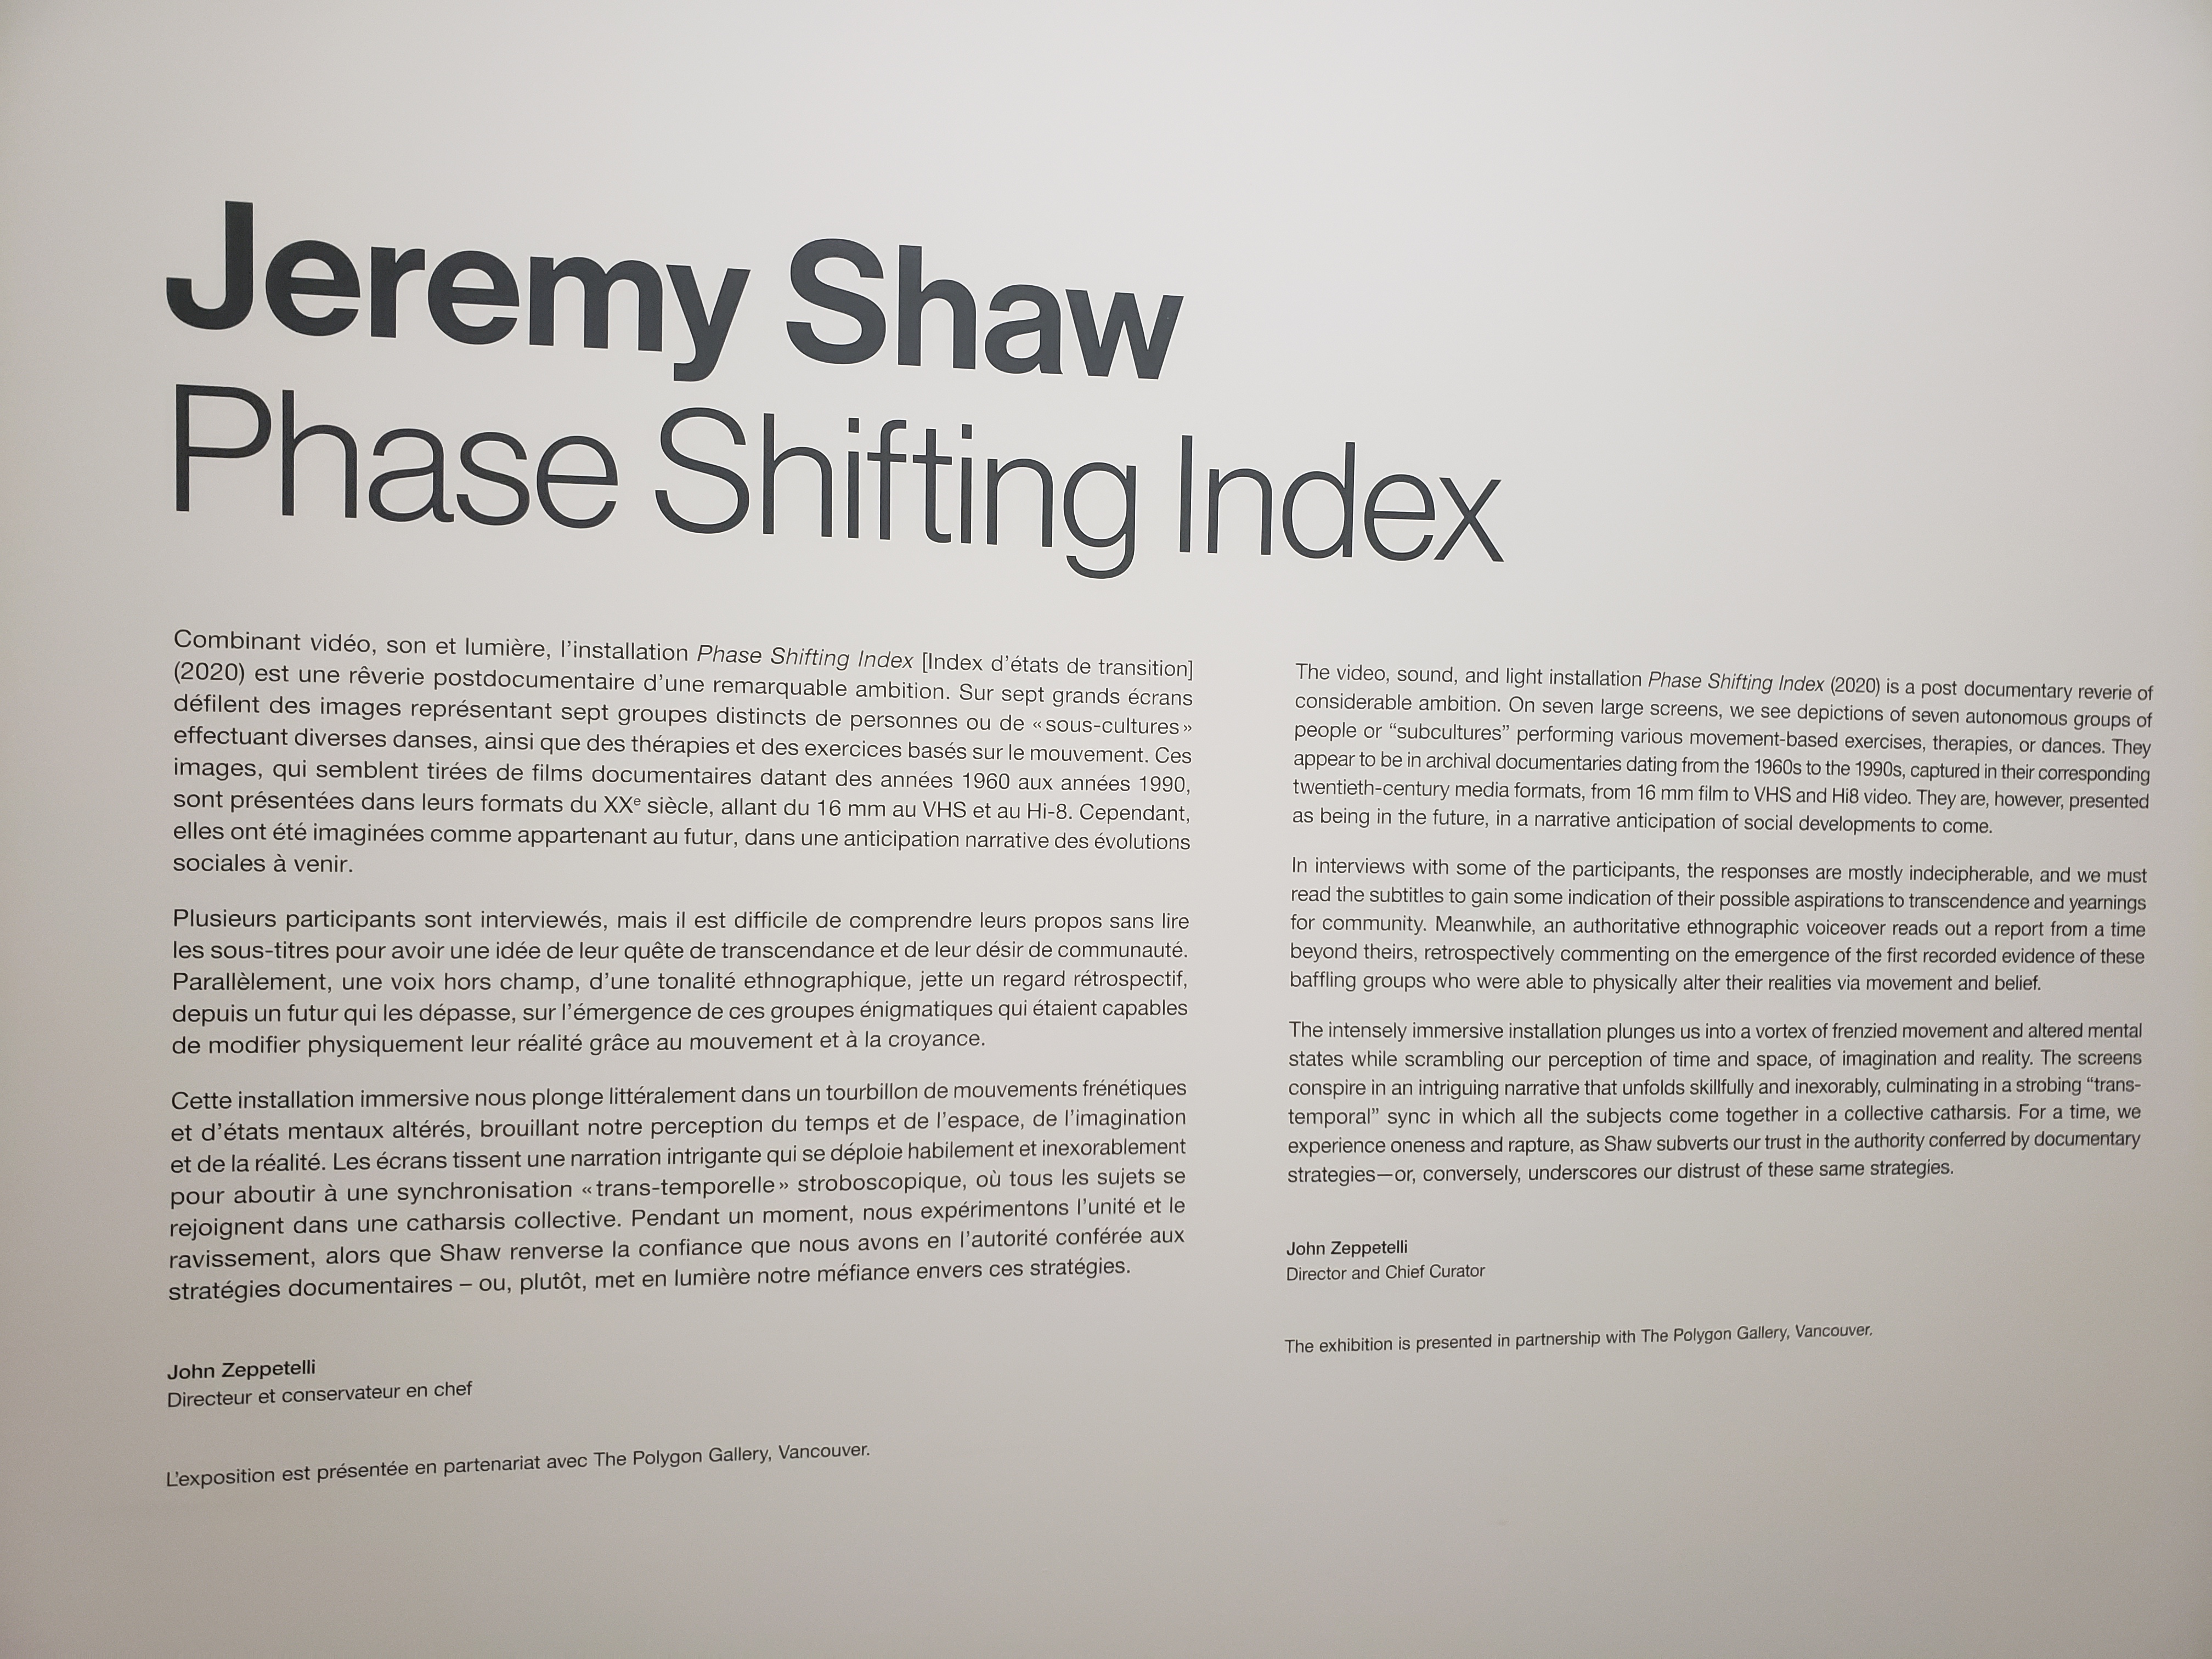 Jeremy Shaw
Phase Shifting Index
Combinant vidéo, son et lumière, l’installation Phase Shifting Index [Index d’états de transition]
(2020) est une rêverie postdocumentaire d’une remarquable ambition. Sur sept grands écrans
défilent des images représentant sept groupes distincts de personnes ou de « sous-cultures »
effectuant diverses danses, ainsi que des thérapies et des exercices basés sur le mouvement. Ces
images, qui semblent tirées de films documentaires datant des années 1960 aux années 1990,
sont présentées dans leurs formats du XXe siècle, allant du 16 mm au VHS et au Hi-8. Cependant,
elles ont été imaginées comme appartenant au futur, dans une anticipation narrative des évolutions
sociales à venir.
Plusieurs participants sont interviewés, mais il est difficile de comprendre leurs propos sans lire
les sous-titres pour avoir une idée de leur quête de transcendance et de leur désir de communauté.
Parallèlement, une voix hors champ, d’une tonalité ethnographique, jette un regard rétrospectif,
depuis un futur qui les dépasse, sur l’émergence de ces groupes énigmatiques qui étaient capables
de modifier physiquement leur réalité grâce au mouvement et à la croyance.
Cette installation immersive nous plonge littéralement dans un tourbillon de mouvements frénétiques
et d’états mentaux altérés, brouillant notre perception du temps et de l’espace, de l’imagination
et de la réalité. Les écrans tissent une narration intrigante qui se déploie habilement et inexorablement
pour aboutir à une synchronisation « trans-temporelle » stroboscopique, où tous les sujets se
rejoignent dans une catharsis collective. Pendant un moment, nous expérimentons l’unité et le
ravissement, alors que Shaw renverse la confiance que nous avons en l’autorité conférée aux
stratégies documentaires – ou, plutôt, met en lumière notre méfiance envers ces stratégies.
John Zeppetelli
Directeur et conservateur en chef
L’exposition est présentée en partenariat avec The Polygon Gallery, Vancouver.
The video, sound, and light installation Phase Shifting Index (2020) is a post documentary reverie of
considerable ambition. On seven large screens, we see depictions of seven autonomous groups of
people or “subcultures” performing various movement-based exercises, therapies, or dances. They
appear to be in archival documentaries dating from the 1960s to the 1990s, captured in their corresponding
twentieth-century media formats, from 16 mm film to VHS and Hi8 video. They are, however, presented
as being in the future, in a narrative anticipation of social developments to come.
In interviews with some of the participants, the responses are mostly indecipherable, and we must
read the subtitles to gain some indication of their possible aspirations to transcendence and yearnings
for community. Meanwhile, an authoritative ethnographic voiceover reads out a report from a time
beyond theirs, retrospectively commenting on the emergence of the first recorded evidence of these
baffling groups who were able to physically alter their realities via movement and belief.
The intensely immersive installation plunges us into a vortex of frenzied movement and altered mental
states while scrambling our perception of time and space, of imagination and reality. The screens
conspire in an intriguing narrative that unfolds skillfully and inexorably, culminating in a strobing “trans-
temporal” sync in which all the subjects come together in a collective catharsis. For a time, we
experience oneness and rapture, as Shaw subverts our trust in the authority conferred by documentary
strategies—or, conversely, underscores our distrust of these same strategies.
John Zeppetelli
Director and Chief Curator
The exhibition is presented in partnership with The Polygon Gallery, Vancouver.